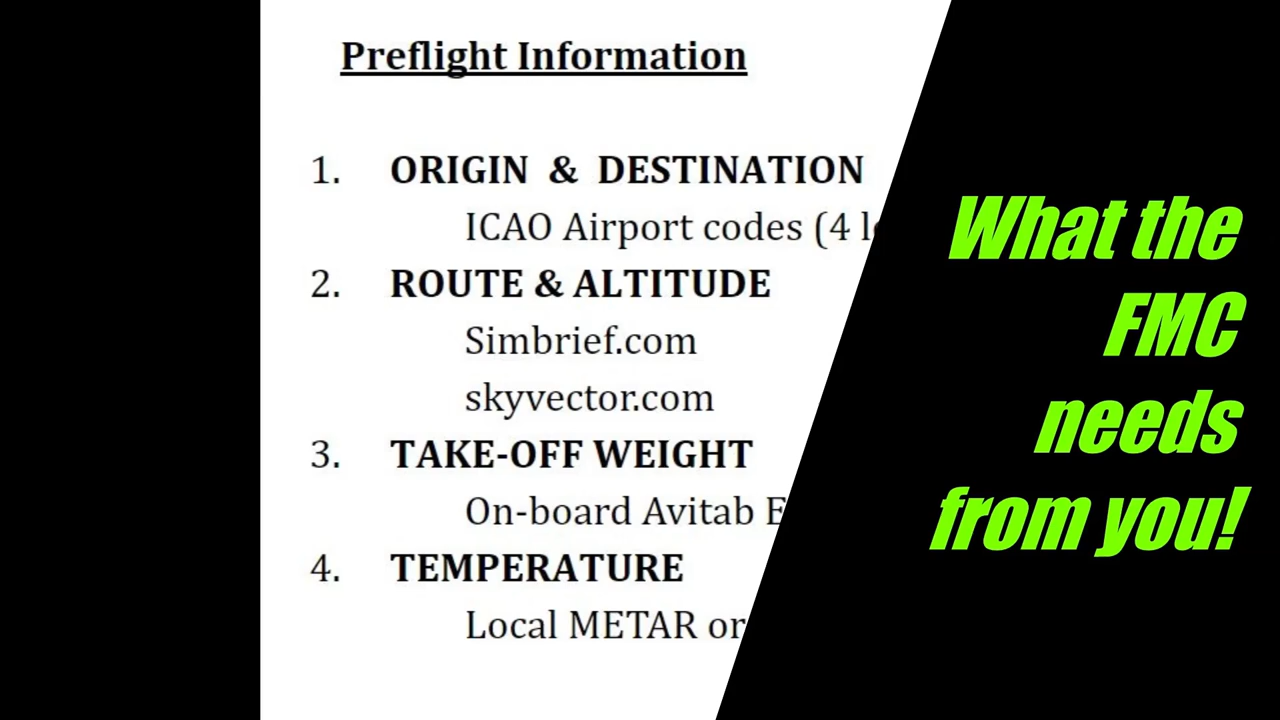 Preflight Information
1. ORIGIN & DESTINATION
ICAO Airport codes (4
2. ROUTE & ALTITUDE
Simbrief.com
skyvector.com
3. TAKE-OFF WEIGHT
On-board Avitab
4. TEMPERATURE
Local METAR or
What the
FMC
needs
from you!